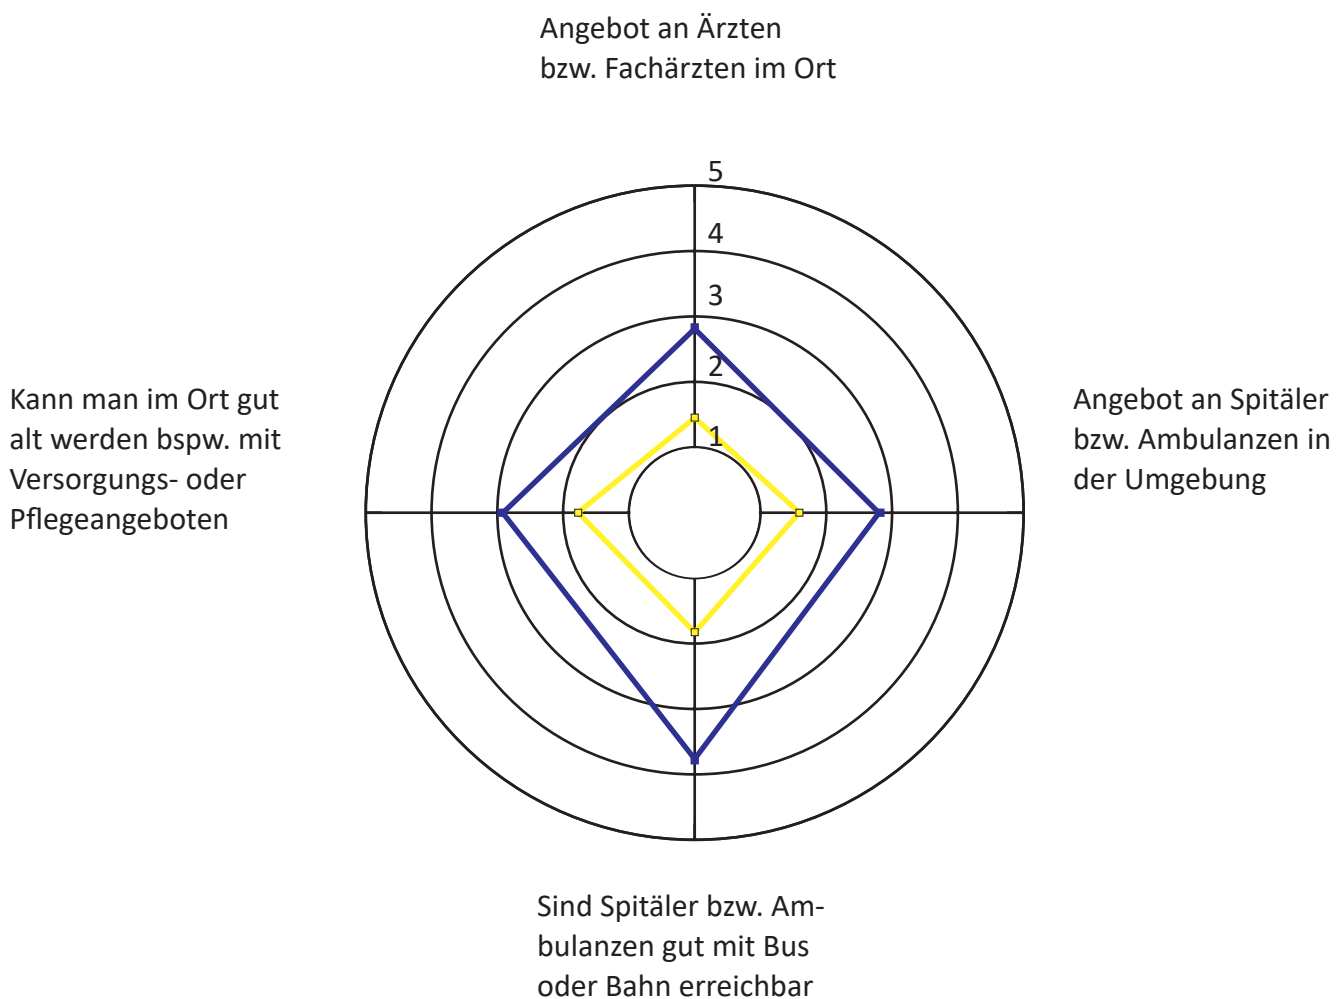 Angebot an Ärzten
bzw. Fachärzten im Ort
5
4
3
2
1
Kann man im Ort gut
alt werden bspw. mit
Versorgungs- oder
Pflegeangeboten
Angebot an Spitäler
bzw. Ambulanzen in
der Umgebung
Sind Spitäler bzw. Am-
bulanzen gut mit Bus
oder Bahn erreichbar